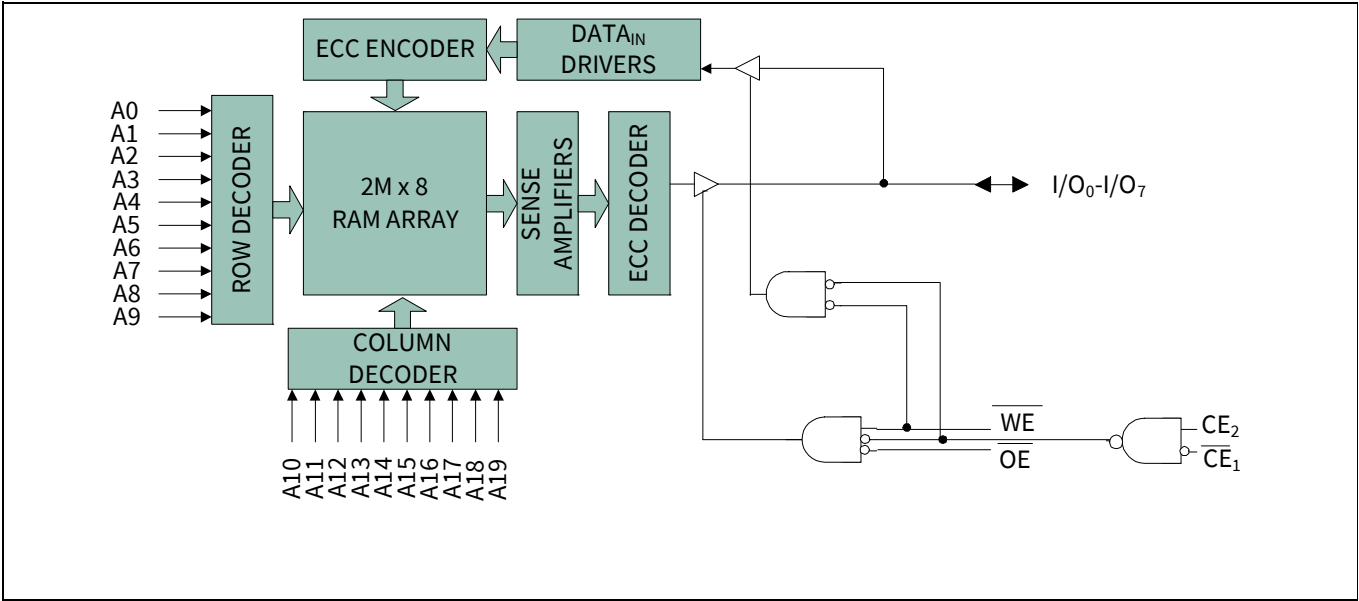 ECC ENCODER
DATAIN
DRIVERS
A0
A1
A2
A3
A4
A5
A6
A7
A8
A9
ROW DECODER
2M x 8
RAM ARRAY
SENSE
AMPLIFIERS
ECC DECODER
I/O0-I/O7
COLUMN
DECODER
A10
A11
A12
A13
A14
A15
A16
A17
A18
A19
WE
OE
CE2
CE1